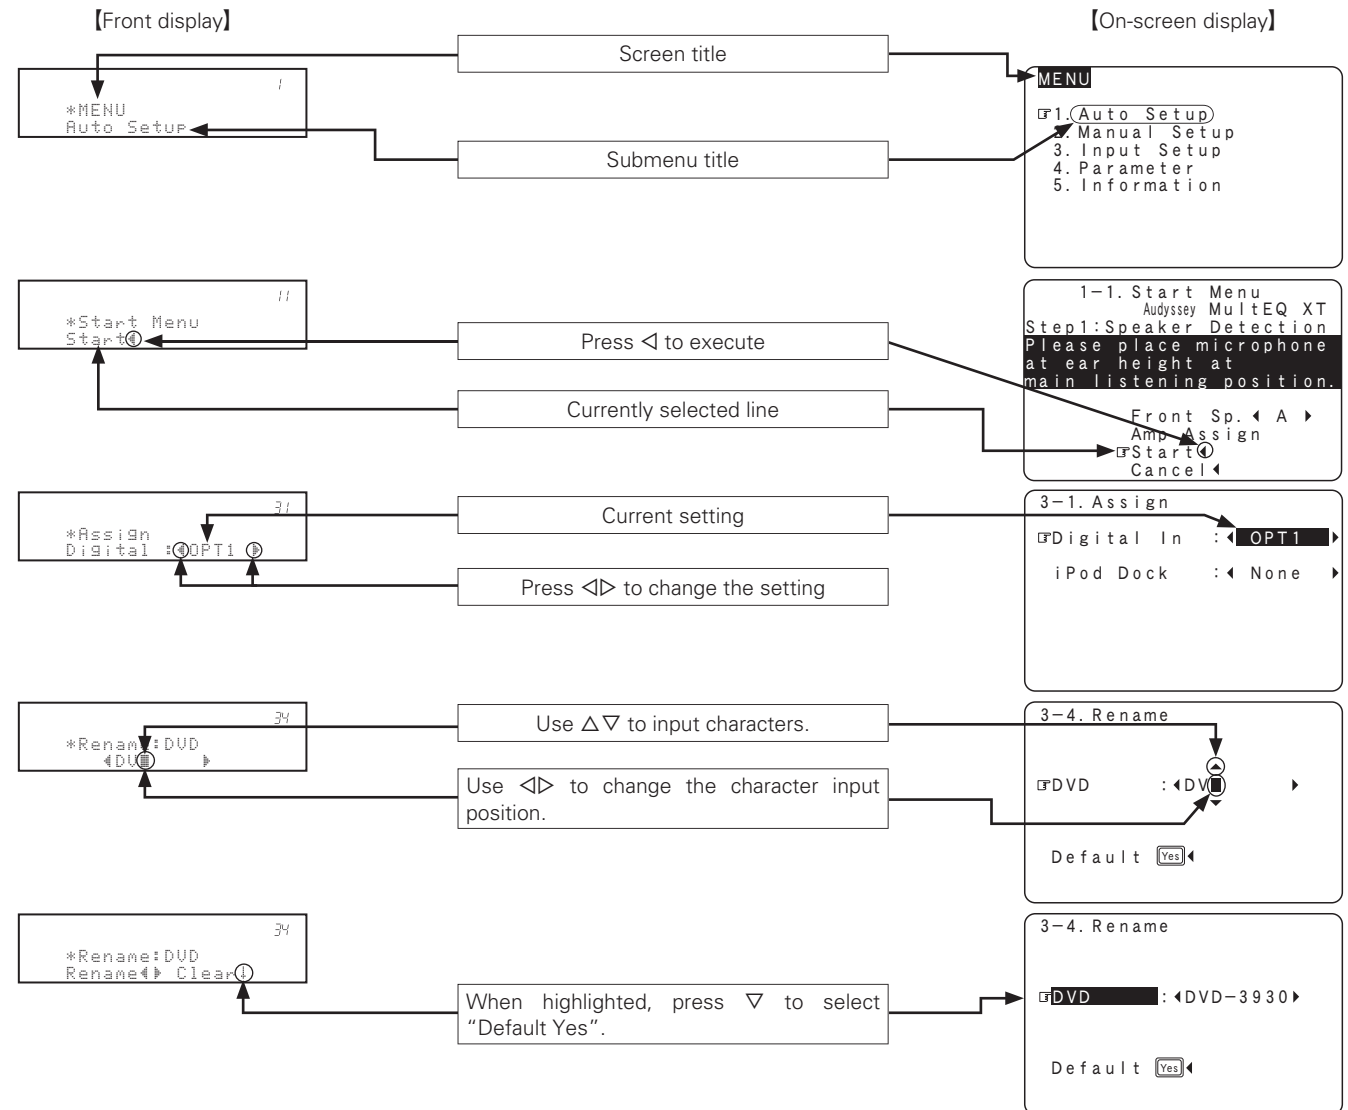 【Front display】
【On-screen display】
Screen title
1
*MENU
Auto Setup
Submenu title
MENU
☞1. Auto Setup
2. Manual Setup
3. Input Setup
4. Parameter
5. Information
11
*Start Menu
Start◀
Press ◁ to execute
Currently selected line
1-1. Start Menu
Audyssey MultEQ XT
Step1:Speaker Detection
Please place microphone
at ear height at
main listening position.
Front Sp.◀ A ▶
Amp Assign
☞Start◀
Cancel◀
31
*Assign
Digital :◀OPT1 ▶
Current setting
Press ◁▷ to change the setting
3-1. Assign
☞Digital In :◀ OPT1 ▶
iPod Dock :◀ None ▶
34
*Rename:DVD
◀DV ▶
Use △▽ to input characters.
Use ◁▷ to change the character input
position.
3-4. Rename
☞DVD :◀DV ▶
Default Yes◀
34
*Rename:DVD
Rename◀▶ Clear↓
When highlighted, press ▽ to select
“Default Yes”.
3-4. Rename
☞DVD :◀DVD-3930▶
Default Yes◀